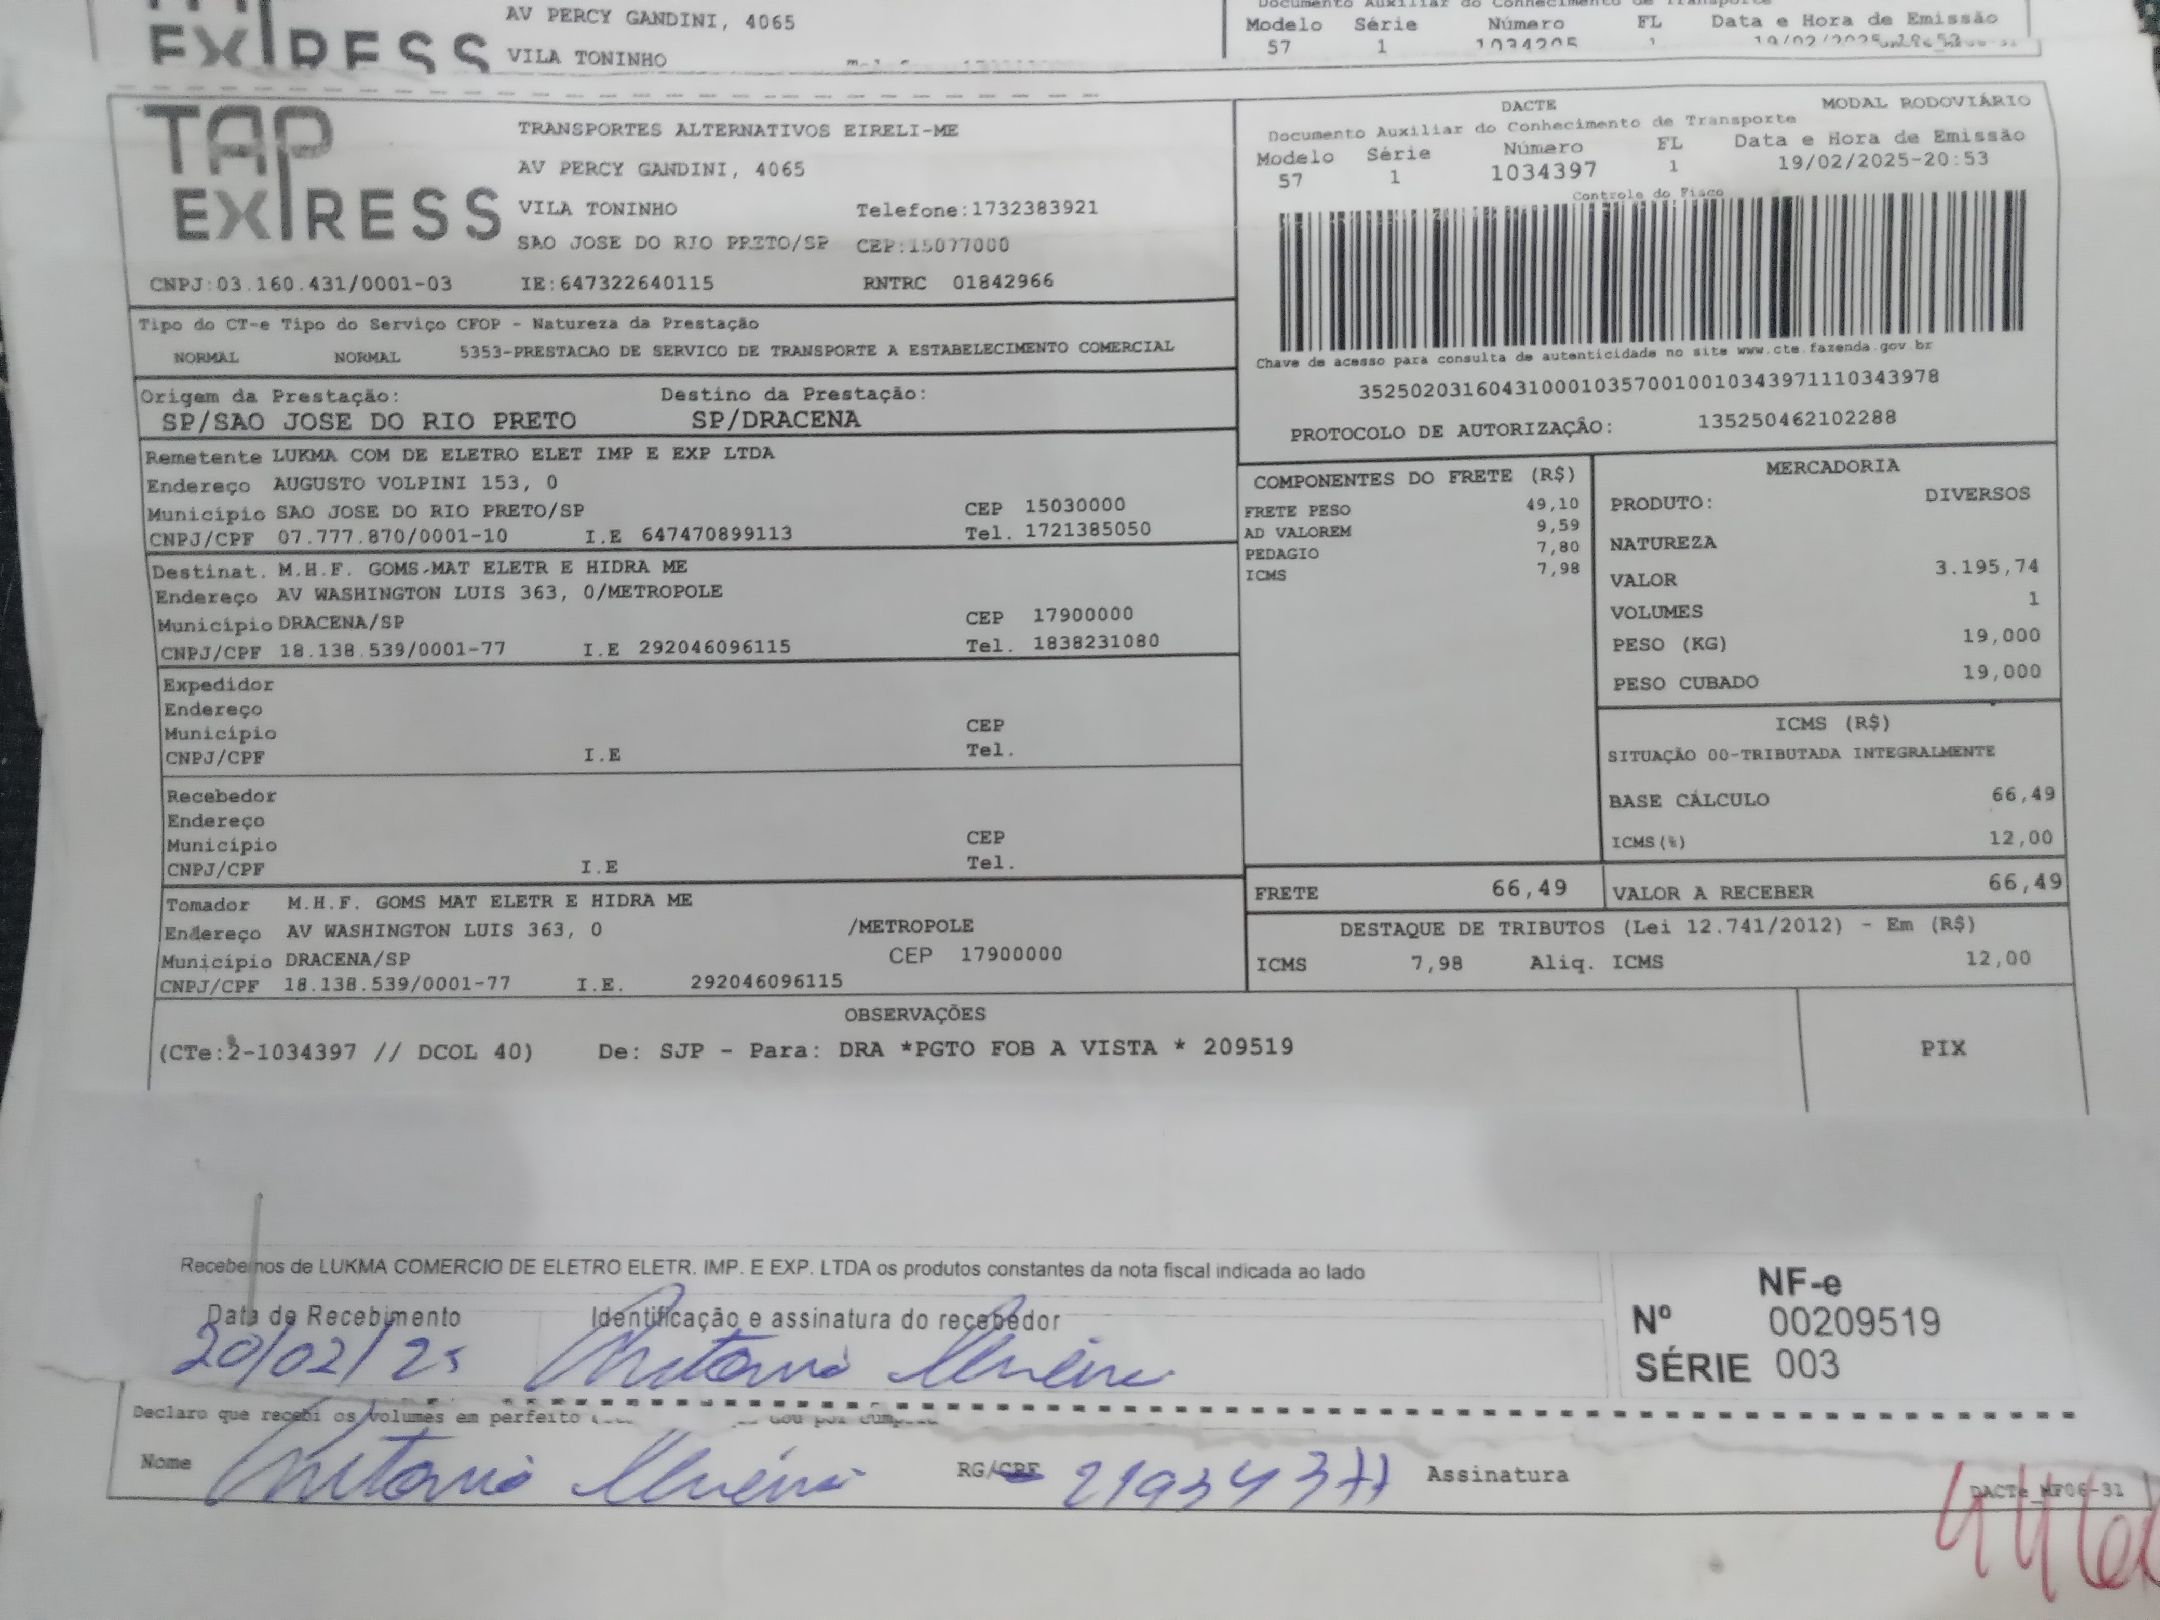 EXPRESS
AV PERCY GANDINI, 4065
VILA TONINHO
Documento Auxiliar do Conhecimento de Transporte
Modelo Série Número FL Data e Hora de Emissão
57 1 1034205 1 19/02/2025
TAP EXPRESS
TRANSPORTES ALTERNATIVOS EIRELI-ME
AV PERCY GANDINI, 4065
VILA TONINHO Telefone:1732383921
SAO JOSE DO RIO PRETO/SP CEP:15077000
CNPJ:03.160.431/0001-03 IE:647322640115 RNTRC 01842966
DACTE MODAL RODOVIÁRIO
Documento Auxiliar do Conhecimento de Transporte
Modelo Série Número FL Data e Hora de Emissão
57 1 1034397 1 19/02/2025-20:53
Controle do Fisco
Chave de acesso para consulta de autenticidade no site www.cte.fazenda.gov.br
35250203160431000103570010010343971110343978
PROTOCOLO DE AUTORIZAÇÂO: 135250462102288
Tipo do CT-e Tipo do Serviço CFOP - Natureza da Prestação
NORMAL NORMAL 5353-PRESTACAO DE SERVICO DE TRANSPORTE A ESTABELECIMENTO COMERCIAL
Origem da Prestação: Destino da Prestação:
SP/SAO JOSE DO RIO PRETO SP/DRACENA
Remetente LUKMA COM DE ELETRO ELET IMP E EXP LTDA
Endereço AUGUSTO VOLPINI 153, 0
Município SAO JOSE DO RIO PRETO/SP CEP 15030000
CNPJ/CPF 07.777.870/0001-10 I.E 647470899113 Tel. 1721385050
Destinat. M.H.F. GOMS-MAT ELETR E HIDRA ME
Endereço AV WASHINGTON LUIS 363, 0/METROPOLE
Município DRACENA/SP CEP 17900000
CNPJ/CPF 18.138.539/0001-77 I.E 292046096115 Tel. 1838231080
Expedidor
Endereço
Município CEP
CNPJ/CPF I.E Tel.
Recebedor
Endereço
Município CEP
CNPJ/CPF I.E Tel.
Tomador M.H.F. GOMS MAT ELETR E HIDRA ME
Endereço AV WASHINGTON LUIS 363, 0 /METROPOLE
Município DRACENA/SP CEP 17900000
CNPJ/CPF 18.138.539/0001-77 I.E. 292046096115
COMPONENTES DO FRETE (R$)
FRETE PESO 49,10
AD VALOREM 9,59
PEDAGIO 7,80
ICMS 7,98
MERCADORIA
PRODUTO: DIVERSOS
NATUREZA
VALOR 3.195,74
VOLUMES 1
PESO (KG) 19,000
PESO CUBADO 19,000
ICMS (R$)
SITUAÇÃO 00-TRIBUTADA INTEGRALMENTE
BASE CÁLCULO 66,49
ICMS(%) 12,00
FRETE 66,49 VALOR A RECEBER 66,49
DESTAQUE DE TRIBUTOS (Lei 12.741/2012) - Em (R$)
ICMS 7,98 Aliq. ICMS 12,00
OBSERVAÇÕES
(CTe:2-1034397 // DCOL 40) De: SJP - Para: DRA *PGTO FOB A VISTA * 209519
PIX
Recebemos de LUKMA COMERCIO DE ELETRO ELETR. IMP. E EXP. LTDA os produtos constantes da nota fiscal indicada ao lado
Data de Recebimento Identificação e assinatura do recebedor
20/02/25
NF-e
Nº 00209519
SÉRIE 003
Declaro que recebi os volumes em perfeito
Nome RG/CPF 21934377 Assinatura
DACTe_MF06-31